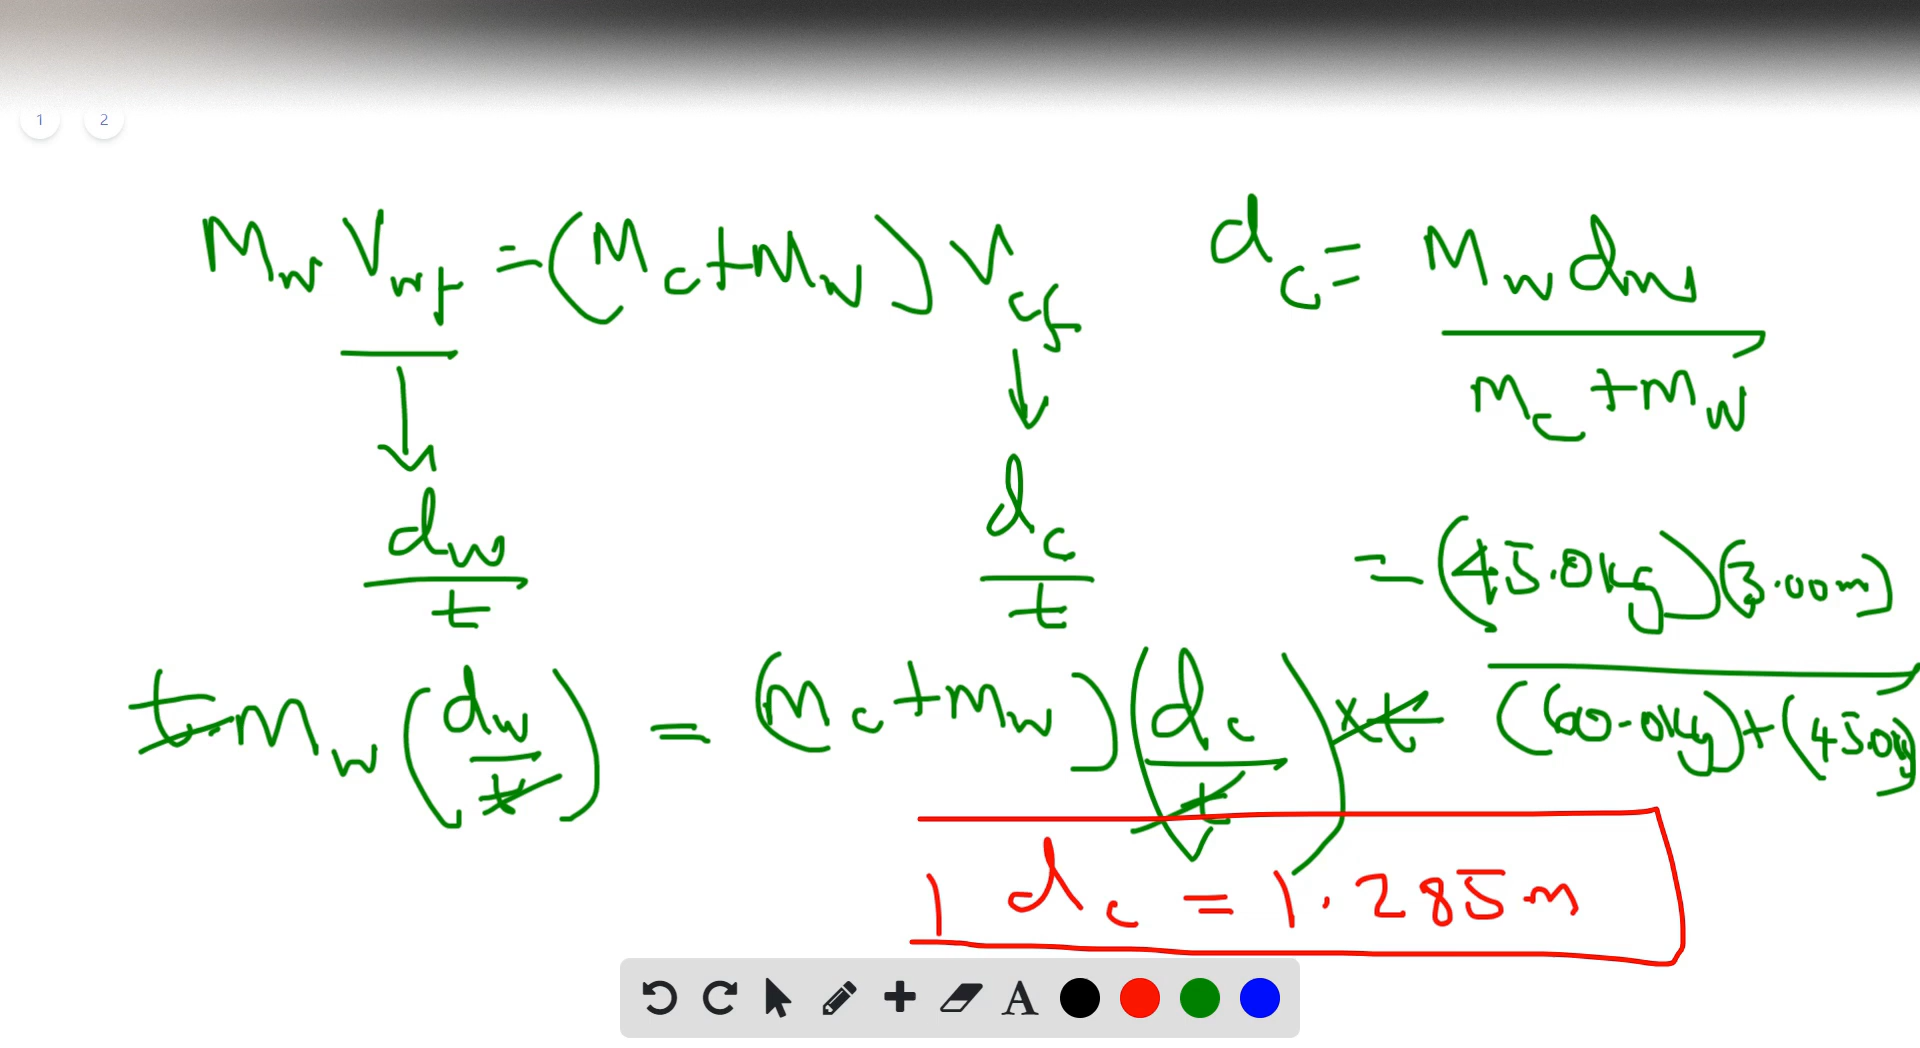 1 2
M_w V_wf = (M_c + M_w) V_cf
d_w / t
d_c / t
t M_w (d_w / t) = (m_c + m_w) (d_c / t) × t
d_c = M_w d_w / m_c + m_w
= (45.0kg)(3.00m) / (60.0kg) + (45.0kg)
d_c = 1.285m
A